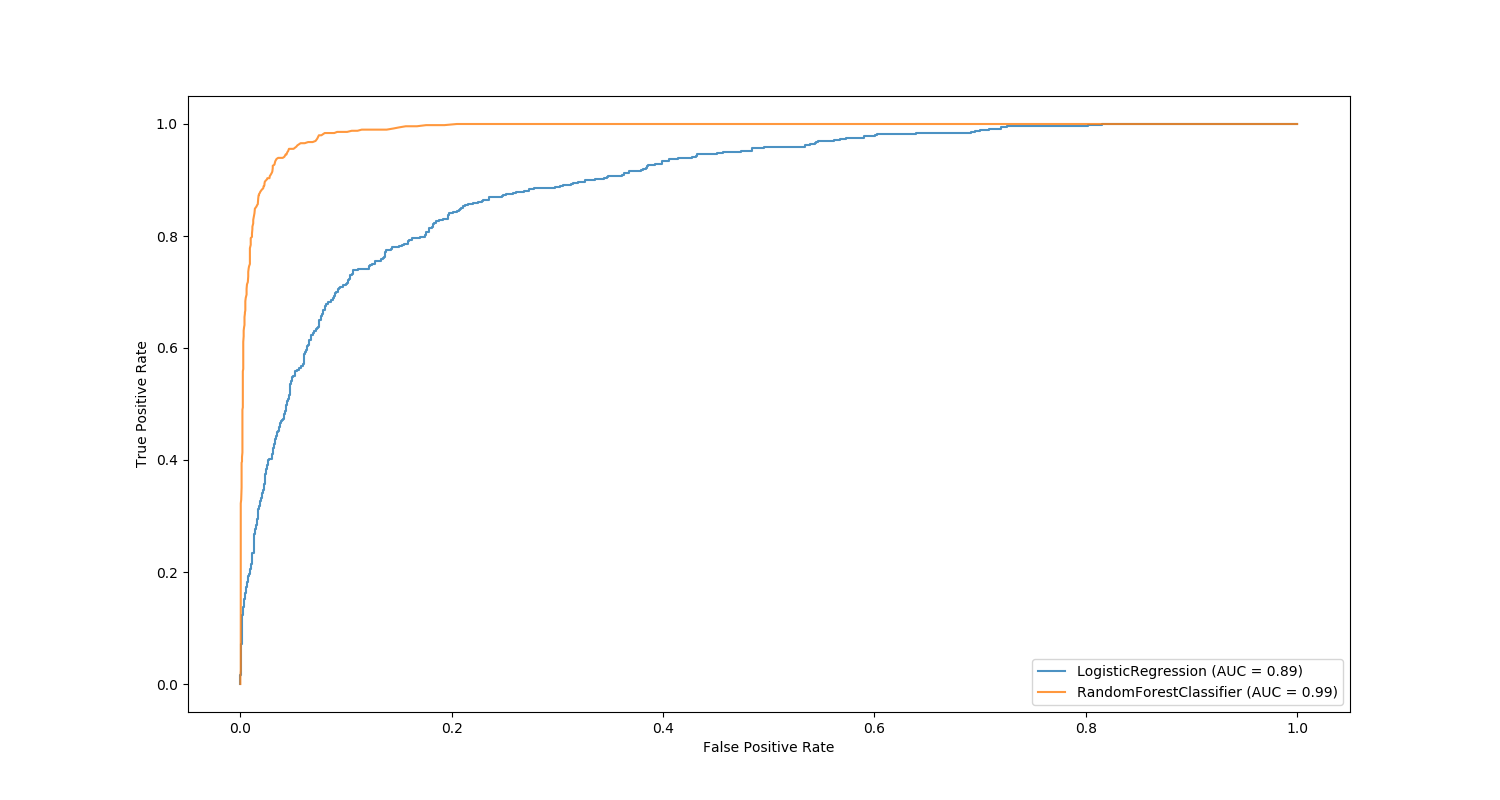 1.0
0.8
0.6
0.4
0.2
0.0
True Positive Rate
0.0 0.2 0.4 0.6 0.8 1.0
False Positive Rate
LogisticRegression (AUC = 0.89)
RandomForestClassifier (AUC = 0.99)